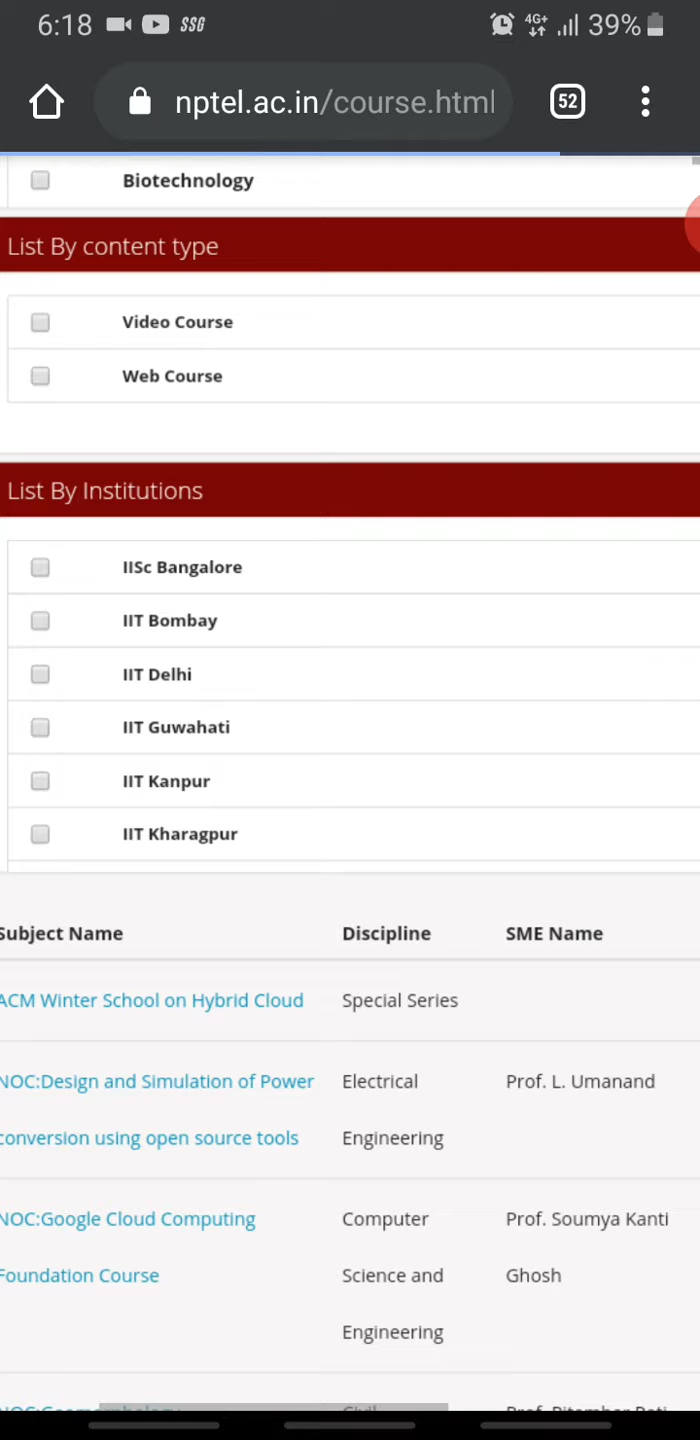 6:18 SSG 4G+ 39%
nptel.ac.in/course.html 52
Biotechnology
List By content type
Video Course
Web Course
List By Institutions
IISc Bangalore
IIT Bombay
IIT Delhi
IIT Guwahati
IIT Kanpur
IIT Kharagpur
Subject Name Discipline SME Name
ACM Winter School on Hybrid Cloud Special Series
NOC:Design and Simulation of Power Electrical Prof. L. Umanand
conversion using open source tools Engineering
NOC:Google Cloud Computing Computer Prof. Soumya Kanti
Foundation Course Science and Ghosh
Engineering